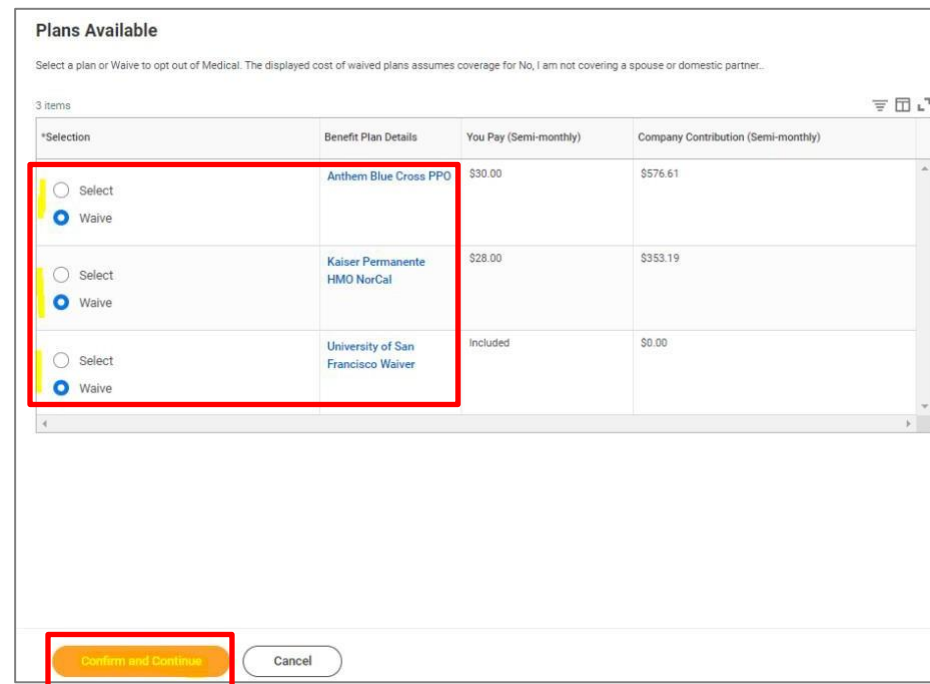 Plans Available
Select a plan or Waive to opt out of Medical. The displayed cost of waived plans assumes coverage for No, I am not covering a spouse or domestic partner..
3 items
*Selection Benefit Plan Details You Pay (Semi-monthly) Company Contribution (Semi-monthly)
Select Anthem Blue Cross PPO $30.00 $576.61
Waive
Select Kaiser Permanente HMO NorCal $28.00 $353.19
Waive
Select University of San Francisco Waiver Included $0.00
Waive
Confirm and Continue Cancel